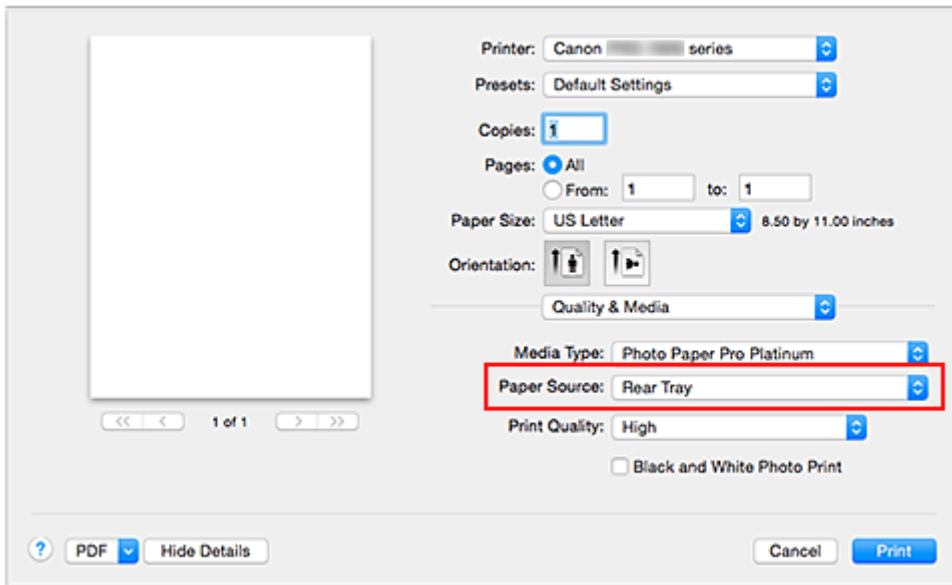 Printer: Canon series
Presets: Default Settings
Copies: 1
Pages: All
From: 1 to: 1
Paper Size: US Letter 8.50 by 11.00 inches
Orientation:
Quality & Media
Media Type: Photo Paper Pro Platinum
Paper Source: Rear Tray
Print Quality: High
Black and White Photo Print
<< < 1 of 1 > >>
? PDF Hide Details Cancel Print